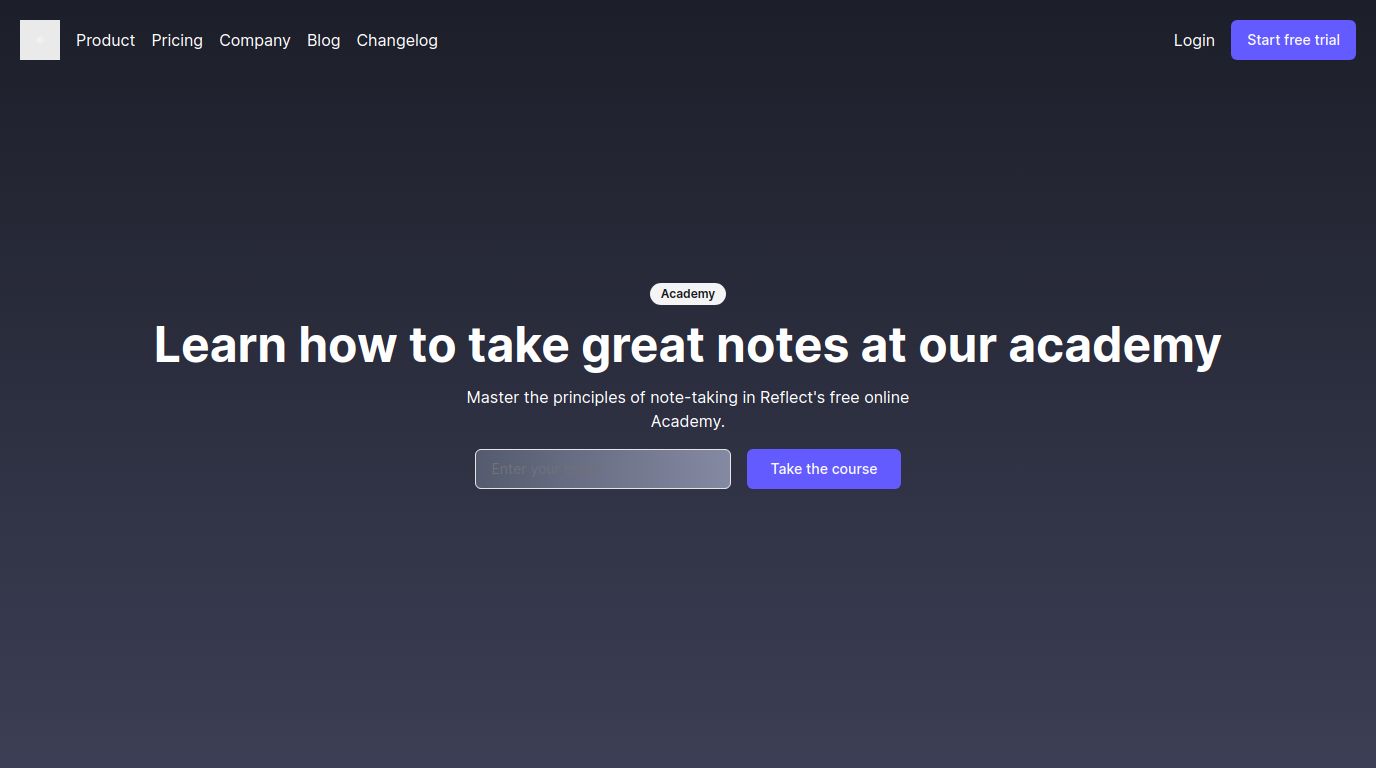 Product Pricing Company Blog Changelog Login Start free trial
Academy
Learn how to take great notes at our academy
Master the principles of note-taking in Reflect's free online
Academy.
Enter your Take the course